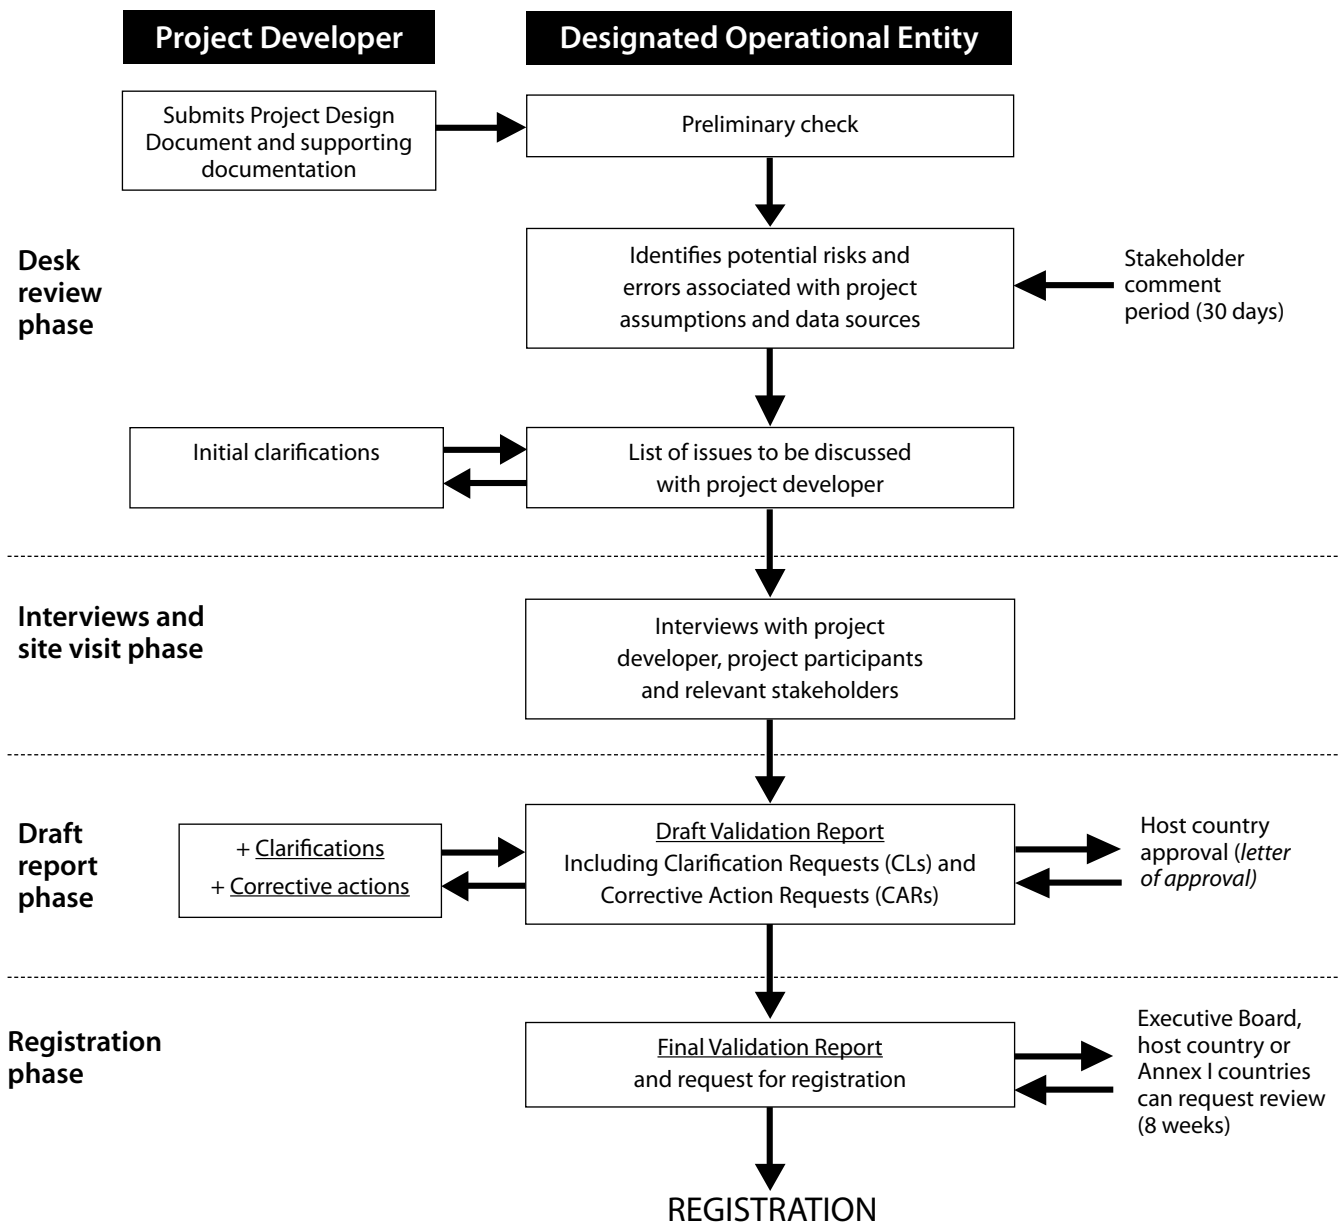 Project Developer
Designated Operational Entity
Submits Project Design
Document and supporting
documentation
Preliminary check
Desk
review
phase
Identifies potential risks and
errors associated with project
assumptions and data sources
Stakeholder
comment
period (30 days)
Initial clarifications
List of issues to be discussed
with project developer
Interviews and
site visit phase
Interviews with project
developer, project participants
and relevant stakeholders
Draft
report
phase
+ Clarifications
+ Corrective actions
Draft Validation Report
Including Clarification Requests (CLs) and
Corrective Action Requests (CARs)
Host country
approval (letter
of approval)
Registration
phase
Final Validation Report
and request for registration
Executive Board,
host country or
Annex I countries
can request review
(8 weeks)
REGISTRATION